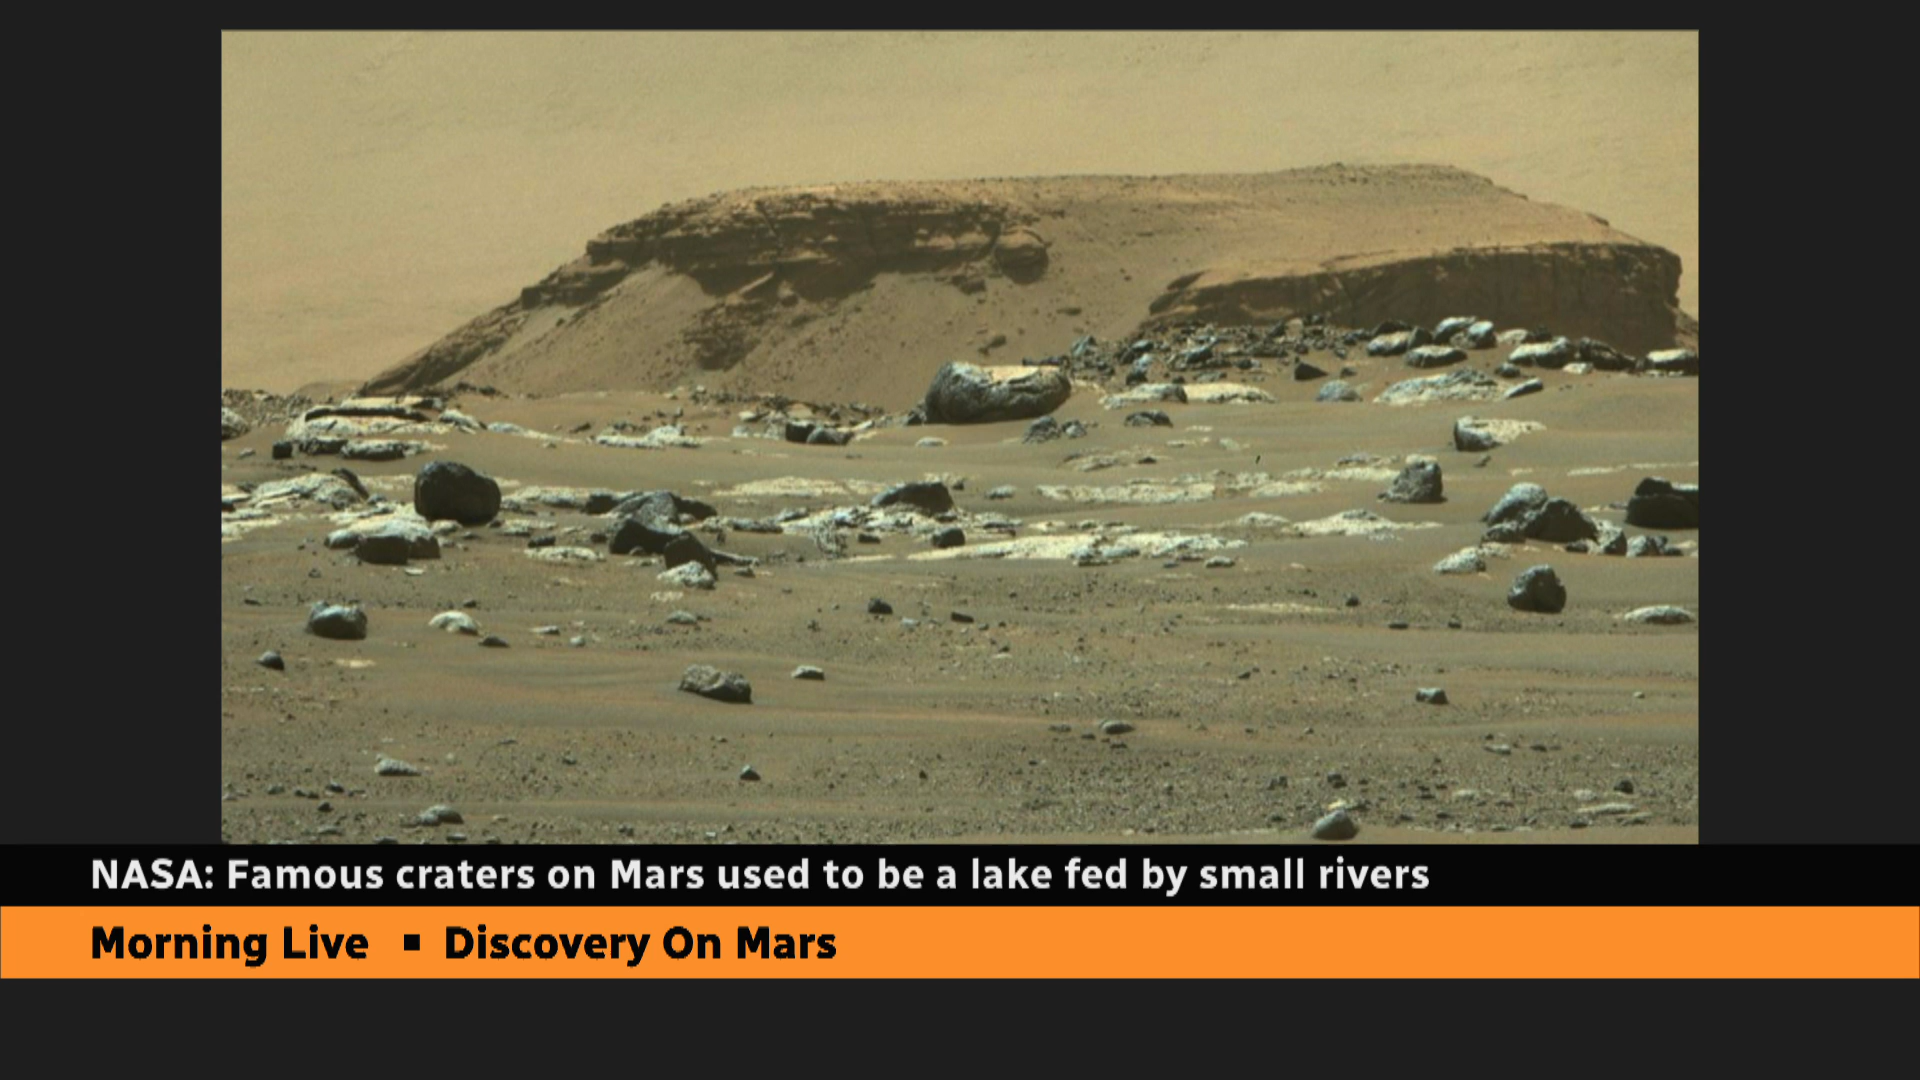 NASA: Famous craters on Mars used to be a lake fed by small rivers
Morning Live ▪ Discovery On Mars